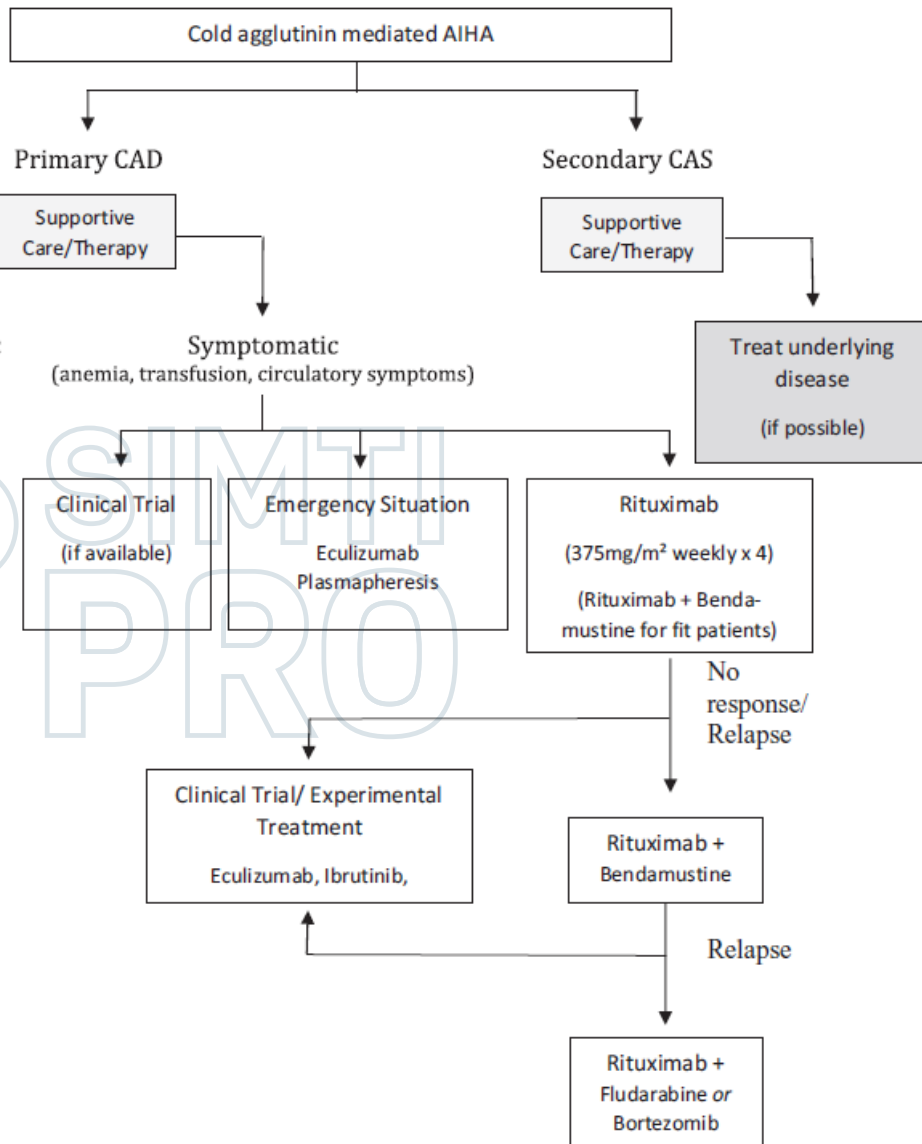 Cold agglutinin mediated AIHA
Primary CAD
Secondary CAS
Supportive
Care/Therapy
Supportive
Care/Therapy
Symptomatic
(anemia, transfusion, circulatory symptoms)
Treat underlying
disease
(if possible)
Clinical Trial
(if available)
Emergency Situation
Eculizumab
Plasmapheresis
Rituximab
(375mg/m² weekly x 4)
(Rituximab + Benda-
mustine for fit patients)
No
response/
Relapse
Clinical Trial/ Experimental
Treatment
Eculizumab, Ibrutinib,
Rituximab +
Bendamustine
Relapse
Rituximab +
Fludarabine or
Bortezomib
SIMTI
PRO